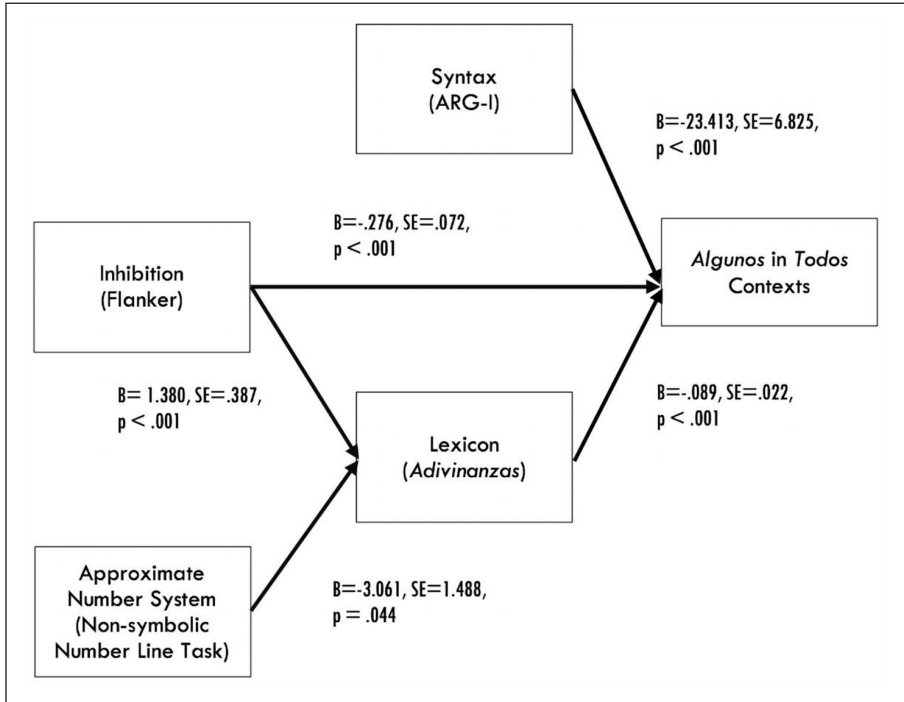 Syntax
(ARG-I)
B=-23.413, SE=6.825,
p < .001
B=-.276, SE=.072,
p < .001
Inhibition
(Flanker)
Algunos in Todos
Contexts
B= 1.380, SE=.387,
p < .001
Lexicon
(Adivinanzas)
B=-.089, SE=.022,
p < .001
Approximate
Number System
(Non-symbolic
Number Line Task)
B=-3.061, SE=1.488,
p = .044